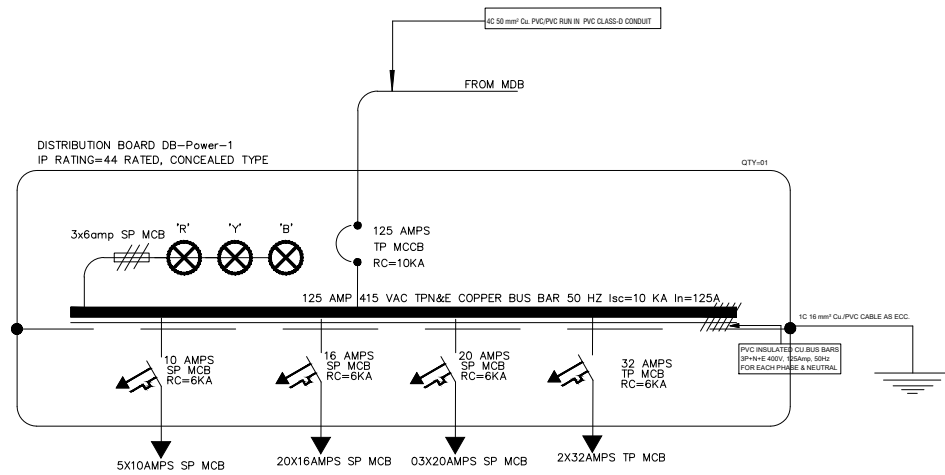 4C 50 mm² Cu. PVC/PVC RUN IN PVC CLASS-D CONDUIT
FROM MDB
DISTRIBUTION BOARD DB-Power-1
IP RATING=44 RATED, CONCEALED TYPE
QTY=01
3x6amp SP MCB
'R'
'Y'
'B'
125 AMPS
TP MCCB
RC=10KA
125 AMP 415 VAC TPN&E COPPER BUS BAR 50 HZ Isc=10 KA In=125A
1C 16 mm² Cu./PVC CABLE AS ECC.
PVC INSULATED CU.BUS BARS
3P+N+E 400V, 125Amp, 50Hz
FOR EACH PHASE & NEUTRAL
10 AMPS
SP MCB
RC=6KA
16 AMPS
SP MCB
RC=6KA
20 AMPS
SP MCB
RC=6KA
32 AMPS
TP MCB
RC=6KA
5X10AMPS SP MCB
20X16AMPS SP MCB
03X20AMPS SP MCB
2X32AMPS TP MCB